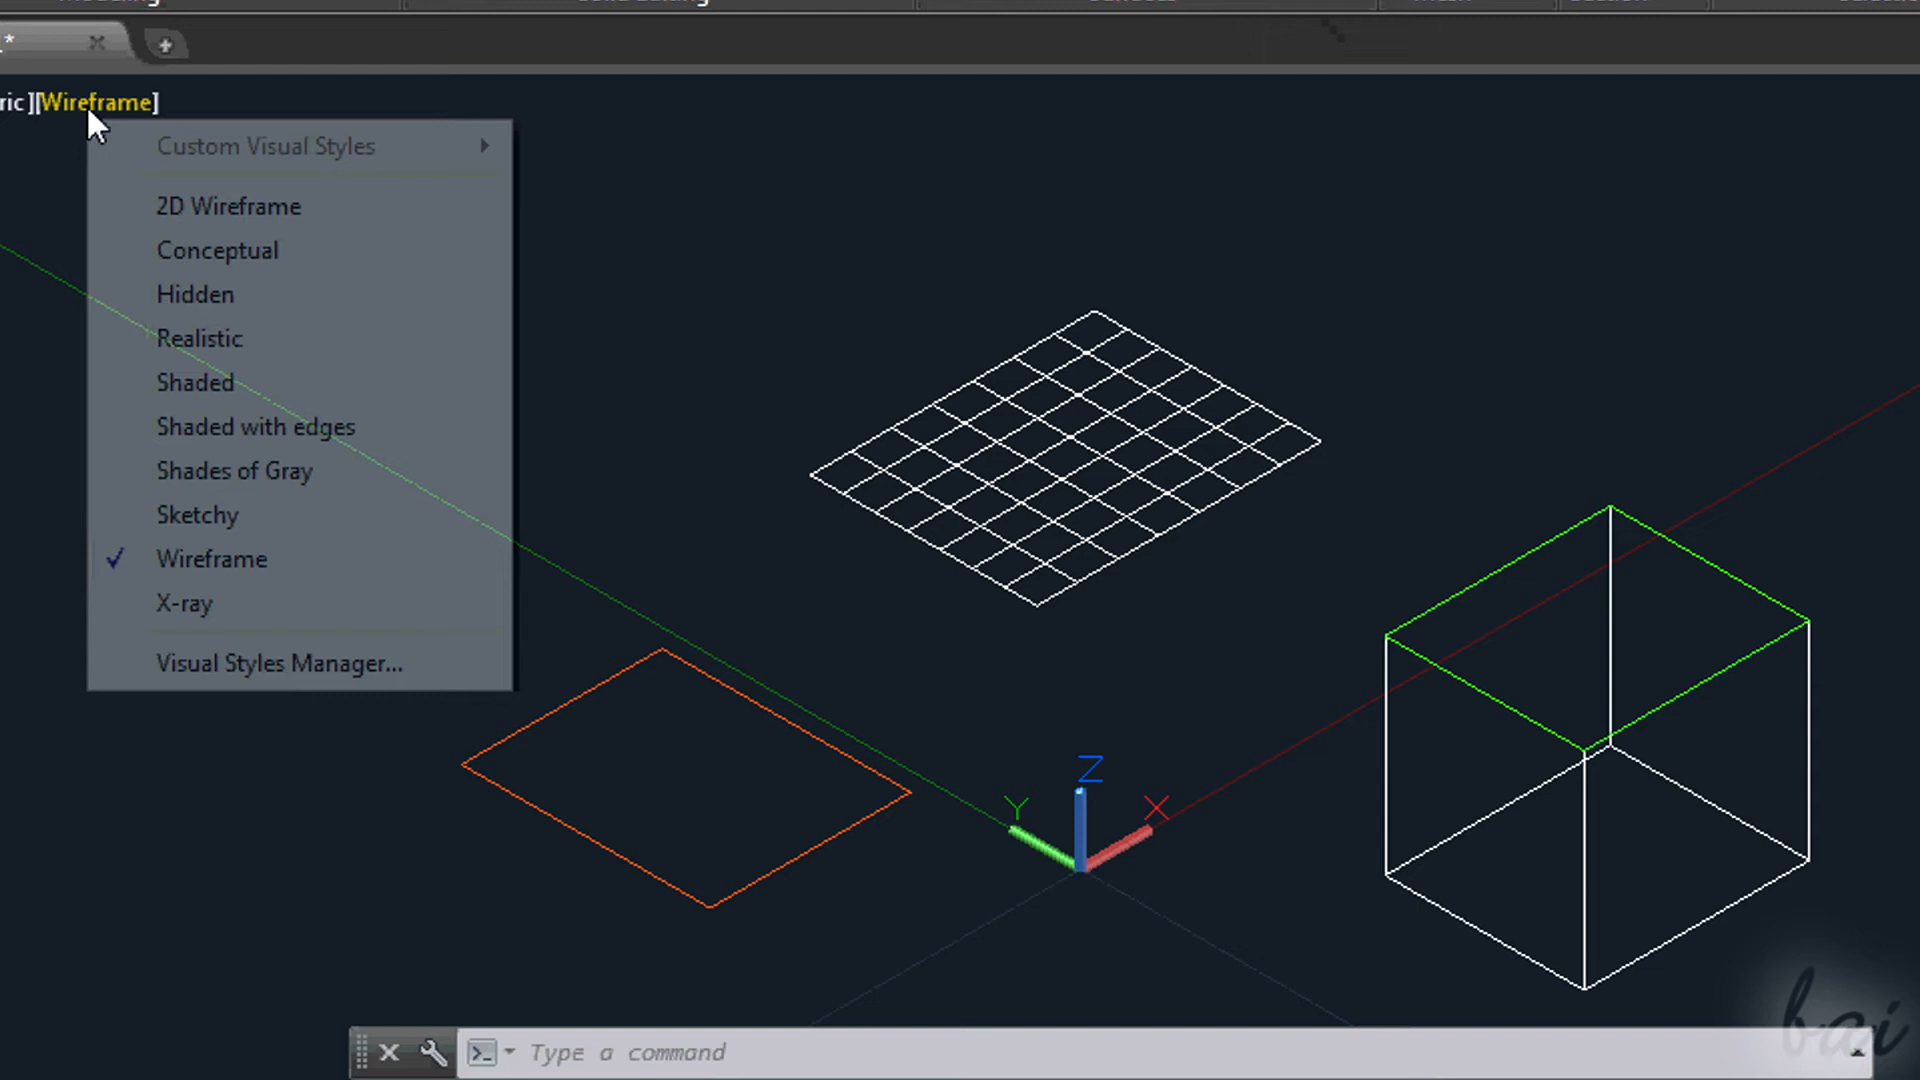 *
ric][Wireframe]
Custom Visual Styles
2D Wireframe
Conceptual
Hidden
Realistic
Shaded
Shaded with edges
Shades of Gray
Sketchy
Wireframe
X-ray
Visual Styles Manager...
Z
Y
X
Type a command
bai